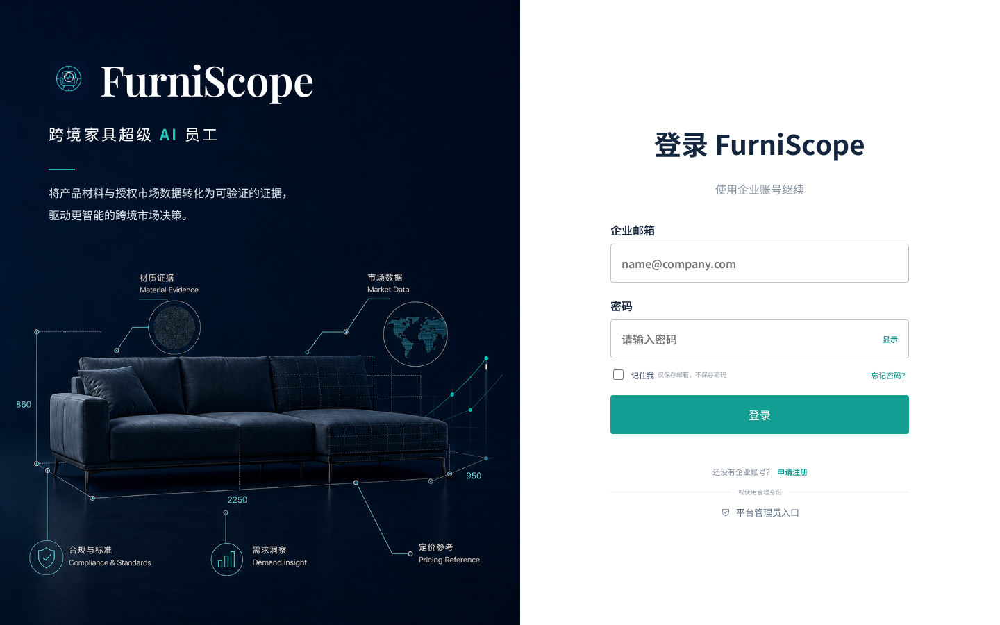 FurniScope
跨境家具超级 AI 员工
将产品材料与授权市场数据转化为可验证的证据，
驱动更智能的跨境市场决策。
材质证据
Material Evidence
市场数据
Market Data
860
950
2250
合规与标准
Compliance & Standards
需求洞察
Demand insight
定价参考
Pricing Reference
登录 FurniScope
使用企业账号继续
企业邮箱
name@company.com
密码
请输入密码
显示
记住我 仅保存邮箱，不保存密码
忘记密码?
登录
还没有企业账号? 申请注册
或使用管理身份
平台管理员入口